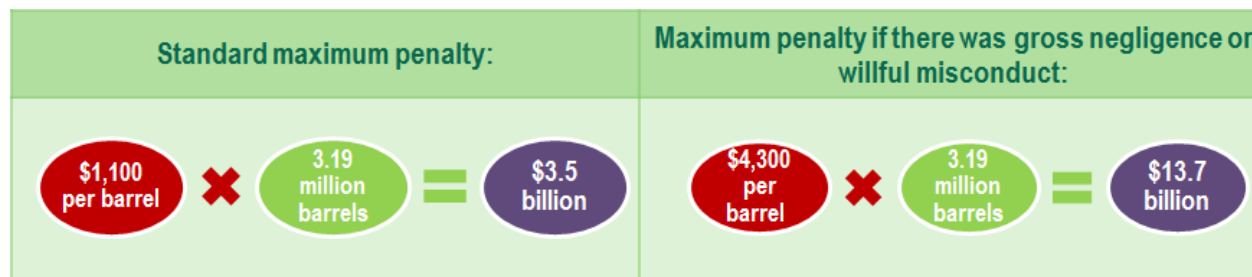 Standard maximum penalty:
Maximum penalty if there was gross negligence or
willful misconduct:
$1,100
per barrel
3.19
million
barrels
$3.5
billion
$4,300
per
barrel
3.19
million
barrels
$13.7
billion